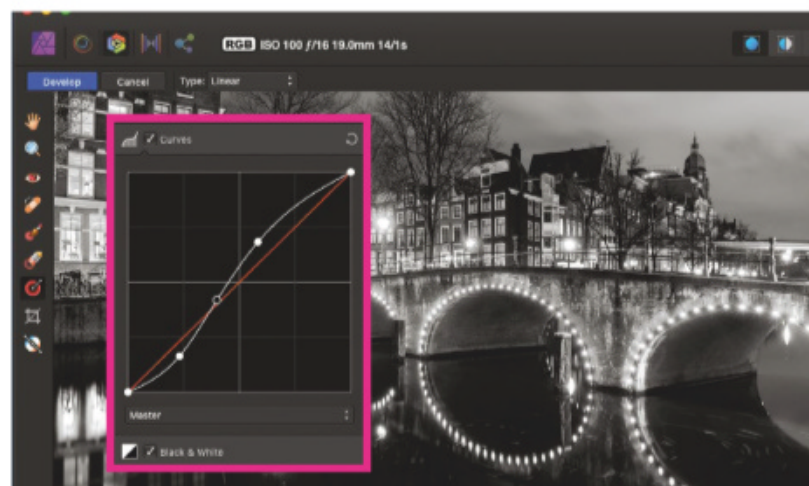 RGB ISO 100 ƒ/16 19.0mm 14/1s
Develop Cancel Type: Linear
Curves
Master
Black & White